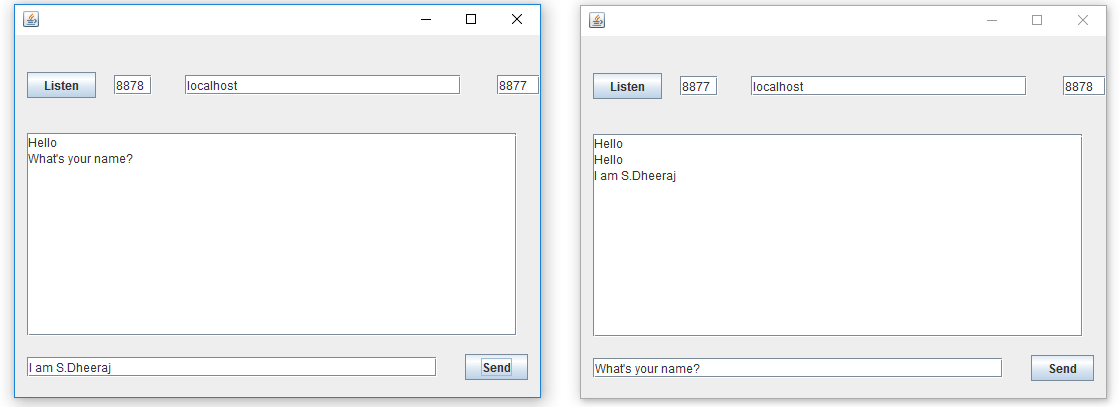 Listen 8878 localhost 8877
Hello
What's your name?
I am S.Dheeraj Send
Listen 8877 localhost 8878
Hello
Hello
I am S.Dheeraj
What's your name? Send